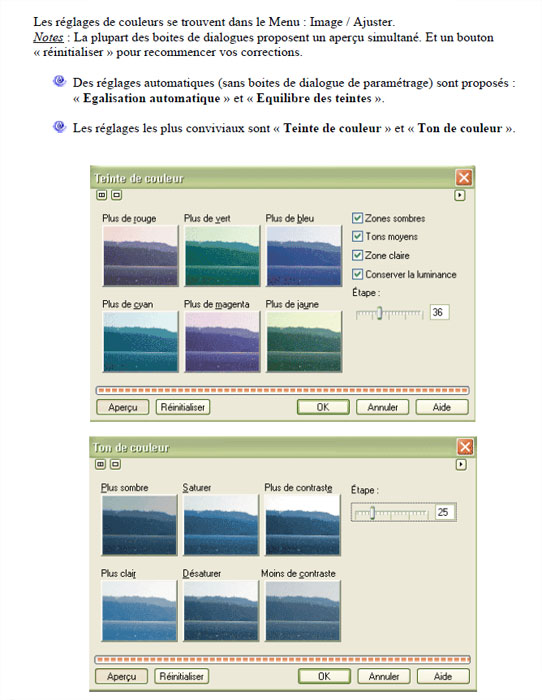 Les réglages de couleurs se trouvent dans le Menu : Image / Ajuster.
Notes : La plupart des boites de dialogues proposent un aperçu simultané. Et un bouton
« réinitialiser » pour recommencer vos corrections.
Des réglages automatiques (sans boites de dialogue de paramétrage) sont proposés :
« Egalisation automatique » et « Equilibre des teintes ».
Les réglages les plus conviviaux sont « Teinte de couleur » et « Ton de couleur ».
Teinte de couleur
Plus de rouge Plus de vert Plus de bleu
Zones sombres
Tons moyens
Zone claire
Conserver la luminance
Étape :
36
Plus de cyan Plus de magenta Plus de jaune
Aperçu Réinitialiser OK Annuler Aide
Ton de couleur
Plus sombre Saturer Plus de contraste
Étape :
25
Plus clair Désaturer Moins de contraste
Aperçu Réinitialiser OK Annuler Aide